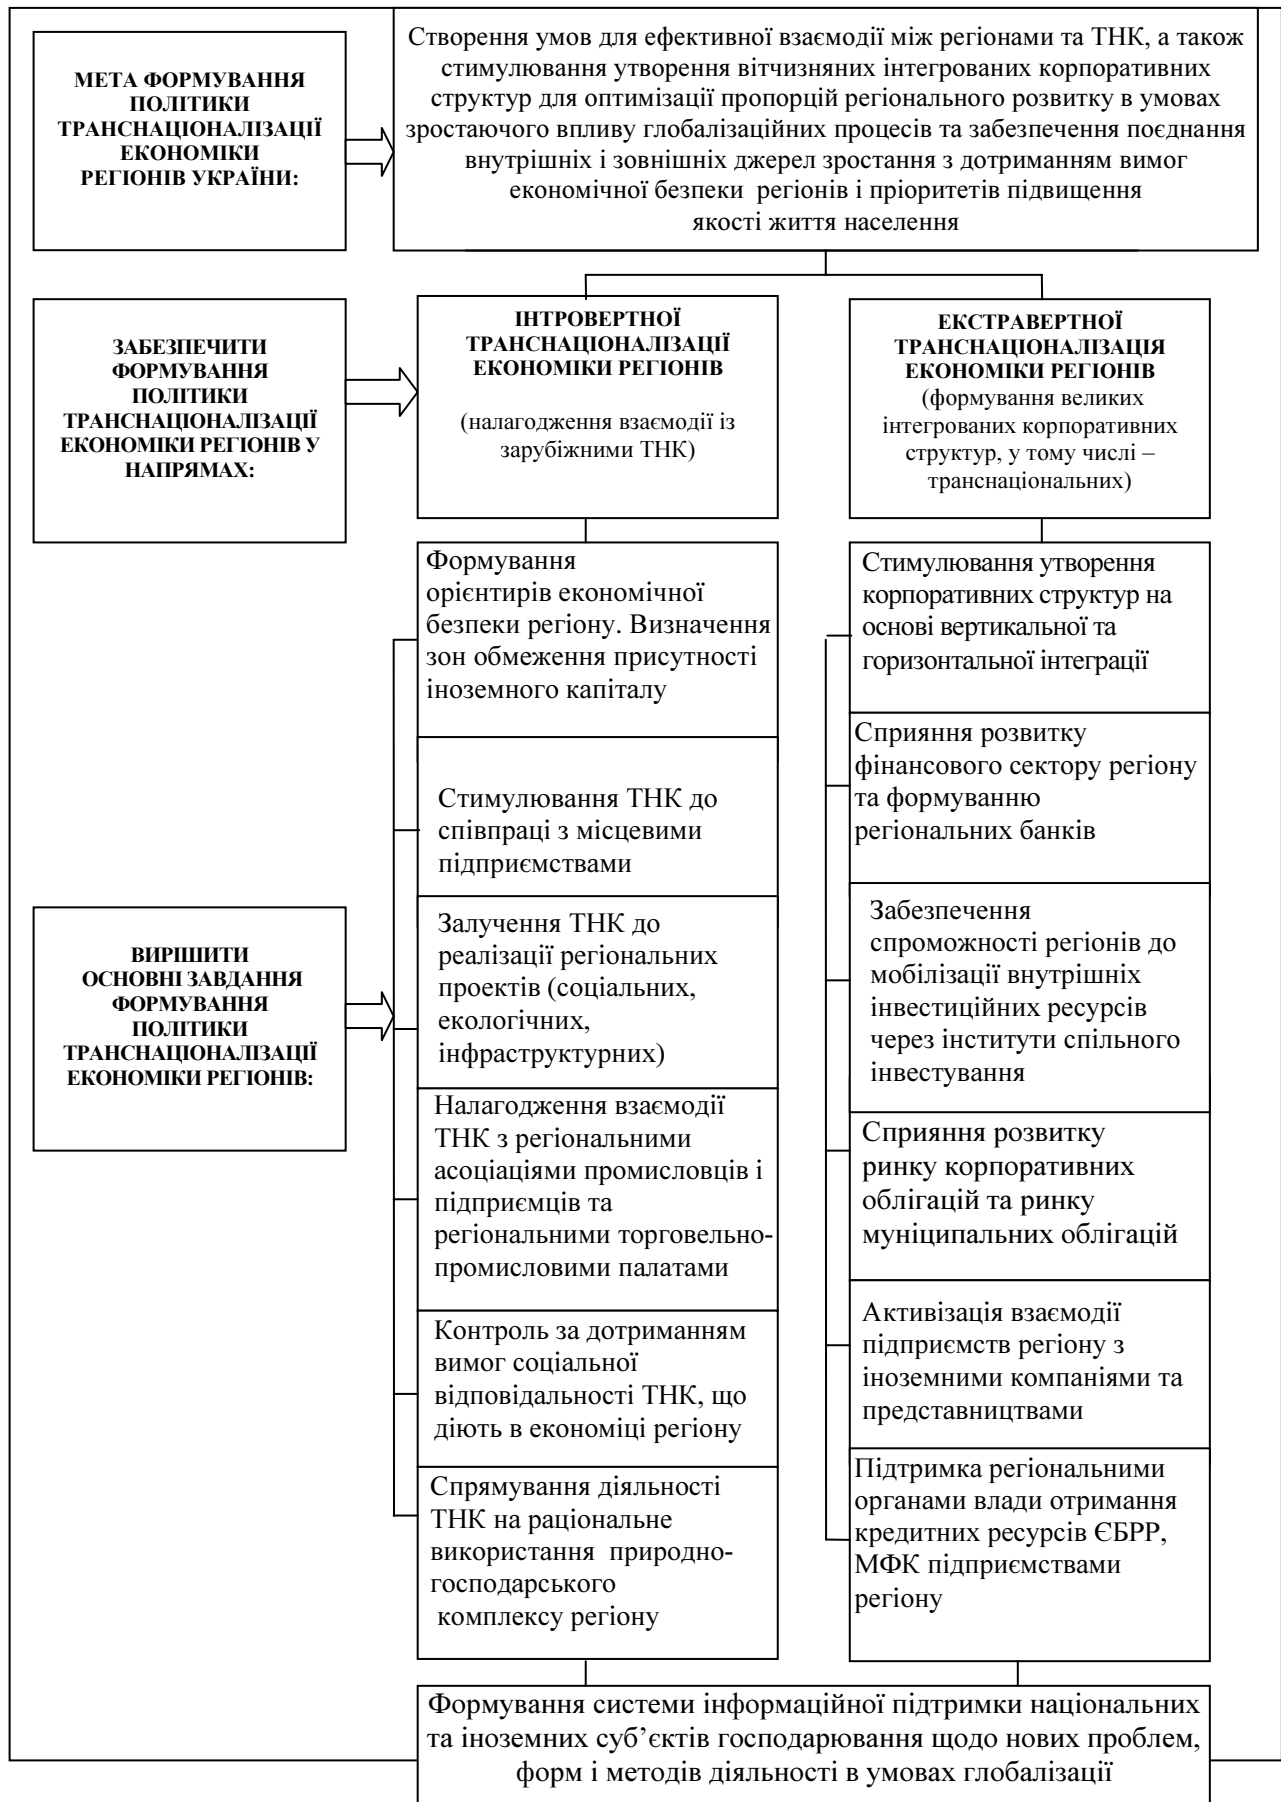 МЕТА ФОРМУВАННЯ
ПОЛІТИКИ
ТРАНСНАЦІОНАЛІЗАЦІЇ
ЕКОНОМІКИ
РЕГІОНІВ УКРАЇНИ:
Створення умов для ефективної взаємодії між регіонами та ТНК, а також
стимулювання утворення вітчизняних інтегрованих корпоративних
структур для оптимізації пропорцій регіонального розвитку в умовах
зростаючого впливу глобалізаційних процесів та забезпечення поєднання
внутрішніх і зовнішніх джерел зростання з дотриманням вимог
економічної безпеки регіонів і пріоритетів підвищення
якості життя населення
ЗАБЕЗПЕЧИТИ
ФОРМУВАННЯ
ПОЛІТИКИ
ТРАНСНАЦІОНАЛІЗАЦІЇ
ЕКОНОМІКИ РЕГІОНІВ У
НАПРЯМАХ:
ІНТРОВЕРТНОЇ
ТРАНСНАЦІОНАЛІЗАЦІЇ
ЕКОНОМІКИ РЕГІОНІВ
(налагодження взаємодії із
зарубіжними ТНК)
ЕКСТРАВЕРТНОЇ
ТРАНСНАЦІОНАЛІЗАЦІЯ
ЕКОНОМІКИ РЕГІОНІВ
(формування великих
інтегрованих корпоративних
структур, у тому числі –
транснаціональних)
ВИРІШИТИ
ОСНОВНІ ЗАВДАННЯ
ФОРМУВАННЯ
ПОЛІТИКИ
ТРАНСНАЦІОНАЛІЗАЦІЇ
ЕКОНОМІКИ РЕГІОНІВ:
Формування
орієнтирів економічної
безпеки регіону. Визначення
зон обмеження присутності
іноземного капіталу
Стимулювання ТНК до
співпраці з місцевими
підприємствами
Залучення ТНК до
реалізації регіональних
проектів (соціальних,
екологічних,
інфраструктурних)
Налагодження взаємодії
ТНК з регіональними
асоціаціями промисловців і
підприємців та
регіональними торговельно-
промисловими палатами
Контроль за дотриманням
вимог соціальної
відповідальності ТНК, що
діють в економіці регіону
Спрямування діяльності
ТНК на раціональне
використання природно-
господарського
комплексу регіону
Стимулювання утворення
корпоративних структур на
основі вертикальної та
горизонтальної інтеграції
Сприяння розвитку
фінансового сектору регіону
та формуванню
регіональних банків
Забезпечення
спроможності регіонів до
мобілізації внутрішніх
інвестиційних ресурсів
через інститути спільного
інвестування
Сприяння розвитку
ринку корпоративних
облігацій та ринку
муніципальних облігацій
Активізація взаємодії
підприємств регіону з
іноземними компаніями та
представництвами
Підтримка регіональними
органами влади отримання
кредитних ресурсів ЄБРР,
МФК підприємствами
регіону
Формування системи інформаційної підтримки національних
та іноземних суб’єктів господарювання щодо нових проблем,
форм і методів діяльності в умовах глобалізації